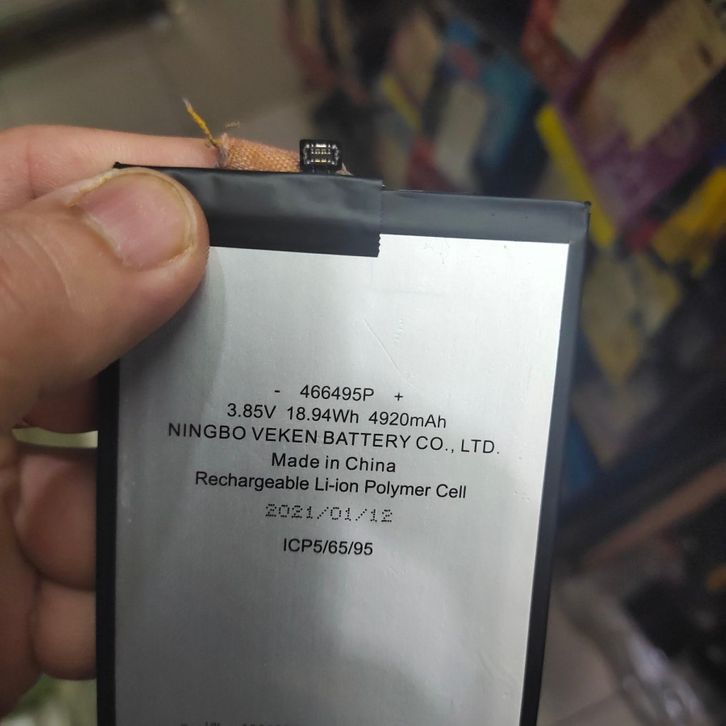 - 466495P +
3.85V 18.94Wh 4920mAh
NINGBO VEKEN BATTERY CO., LTD.
Made in China
Rechargeable Li-ion Polymer Cell
2021/01/12
ICP5/65/95